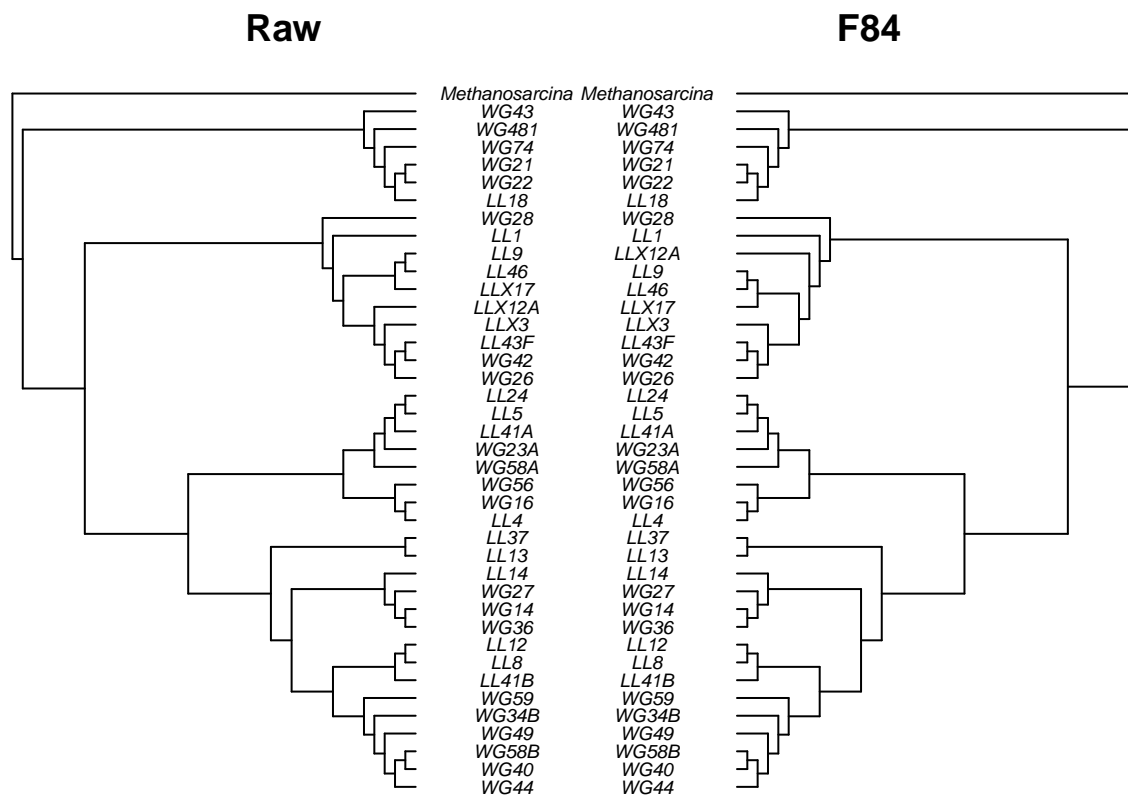 Raw F84
Methanosarcina Methanosarcina
WG43 WG43
WG481 WG481
WG74 WG74
WG21 WG21
WG22 WG22
LL18 LL18
WG28 WG28
LL1 LL1
LL9 LLX12A
LL46 LL9
LLX17 LL46
LLX12A LLX17
LLX3 LLX3
LL43F LL43F
WG42 WG42
WG26 WG26
LL24 LL24
LL5 LL5
LL41A LL41A
WG23A WG23A
WG58A WG58A
WG56 WG56
WG16 WG16
LL4 LL4
LL37 LL37
LL13 LL13
LL14 LL14
WG27 WG27
WG14 WG14
WG36 WG36
LL12 LL12
LL8 LL8
LL41B LL41B
WG59 WG59
WG34B WG34B
WG49 WG49
WG58B WG58B
WG40 WG40
WG44 WG44